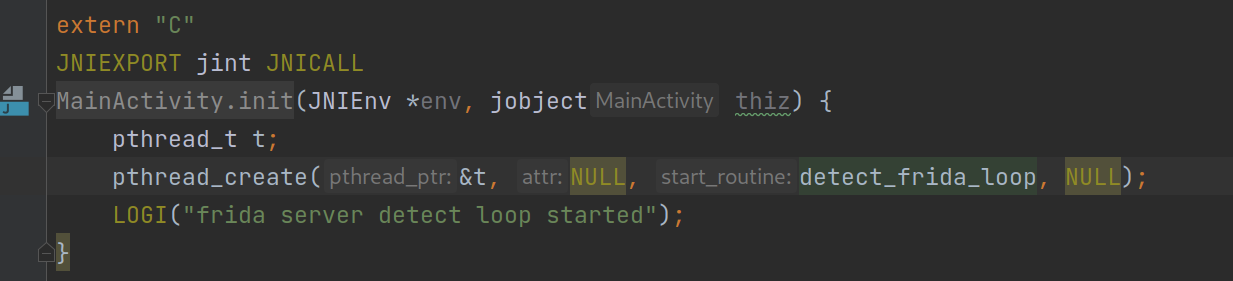 extern "C"
JNIEXPORT jint JNICALL
MainActivity.init(JNIEnv *env, jobject MainActivity thiz) {
pthread_t t;
pthread_create( pthread_ptr: &t, attr: NULL, start_routine: detect_frida_loop, NULL);
LOGI("frida server detect loop started");
}
J